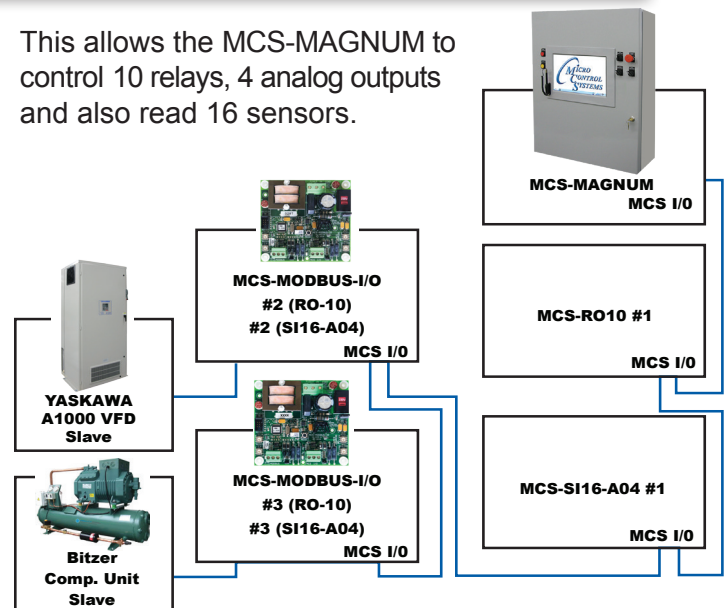 This allows the MCS-MAGNUM to
control 10 relays, 4 analog outputs
and also read 16 sensors.
MICRO
CONTROL
SYSTEMS
MCS-MAGNUM
MCS I/0
MCS-MODBUS-I/O
#2 (RO-10)
#2 (SI16-A04)
MCS I/0
MCS-RO10 #1
MCS I/0
YASKAWA
A1000 VFD
Slave
MCS-MODBUS-I/O
#3 (RO-10)
#3 (SI16-A04)
MCS I/0
MCS-SI16-A04 #1
MCS I/0
Bitzer
Comp. Unit
Slave